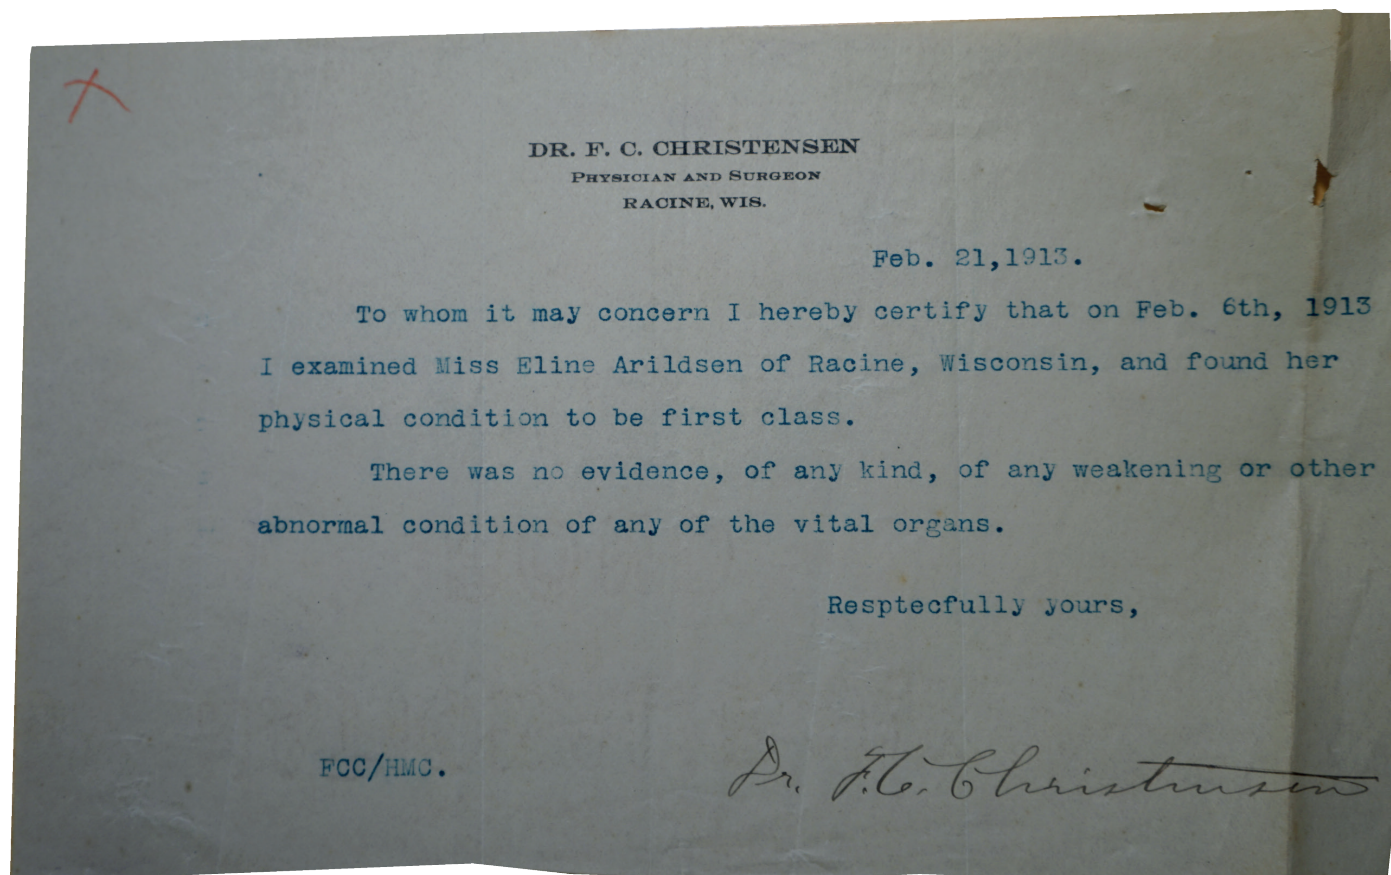 DR. F. C. CHRISTENSEN
PHYSICIAN AND SURGEON
RACINE, WIS.
Feb. 21,1913.
To whom it may concern I hereby certify that on Feb. 6th, 1913
I examined Miss Eline Arildsen of Racine, Wisconsin, and found her
physical condition to be first class.
There was no evidence, of any kind, of any weakening or other
abnormal condition of any of the vital organs.
Resptecfully yours,
FCC/HMC.
Dr. F.C. Christensen